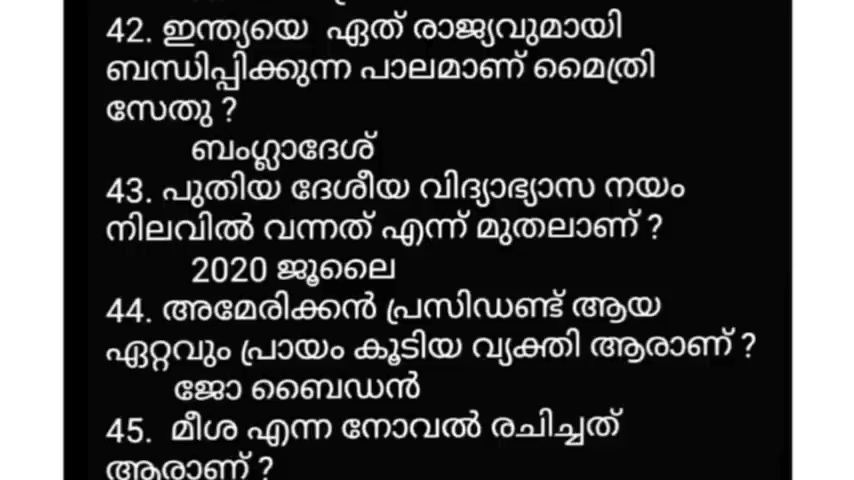 42. ഇന്ത്യയെ ഏത് രാജ്യവുമായി
ബന്ധിപ്പിക്കുന്ന പാലമാണ് മൈത്രി
സേതു ?
ബംഗ്ലാദേശ്
43. പുതിയ ദേശീയ വിദ്യാഭ്യാസ നയം
നിലവിൽ വന്നത് എന്ന് മുതലാണ് ?
2020 ജൂലൈ
44. അമേരിക്കൻ പ്രസിഡണ്ട് ആയ
ഏറ്റവും പ്രായം കൂടിയ വ്യക്തി ആരാണ് ?
ജോ ബൈഡൻ
45. മീശ എന്ന നോവൽ രചിച്ചത്
ആരാണ് ?